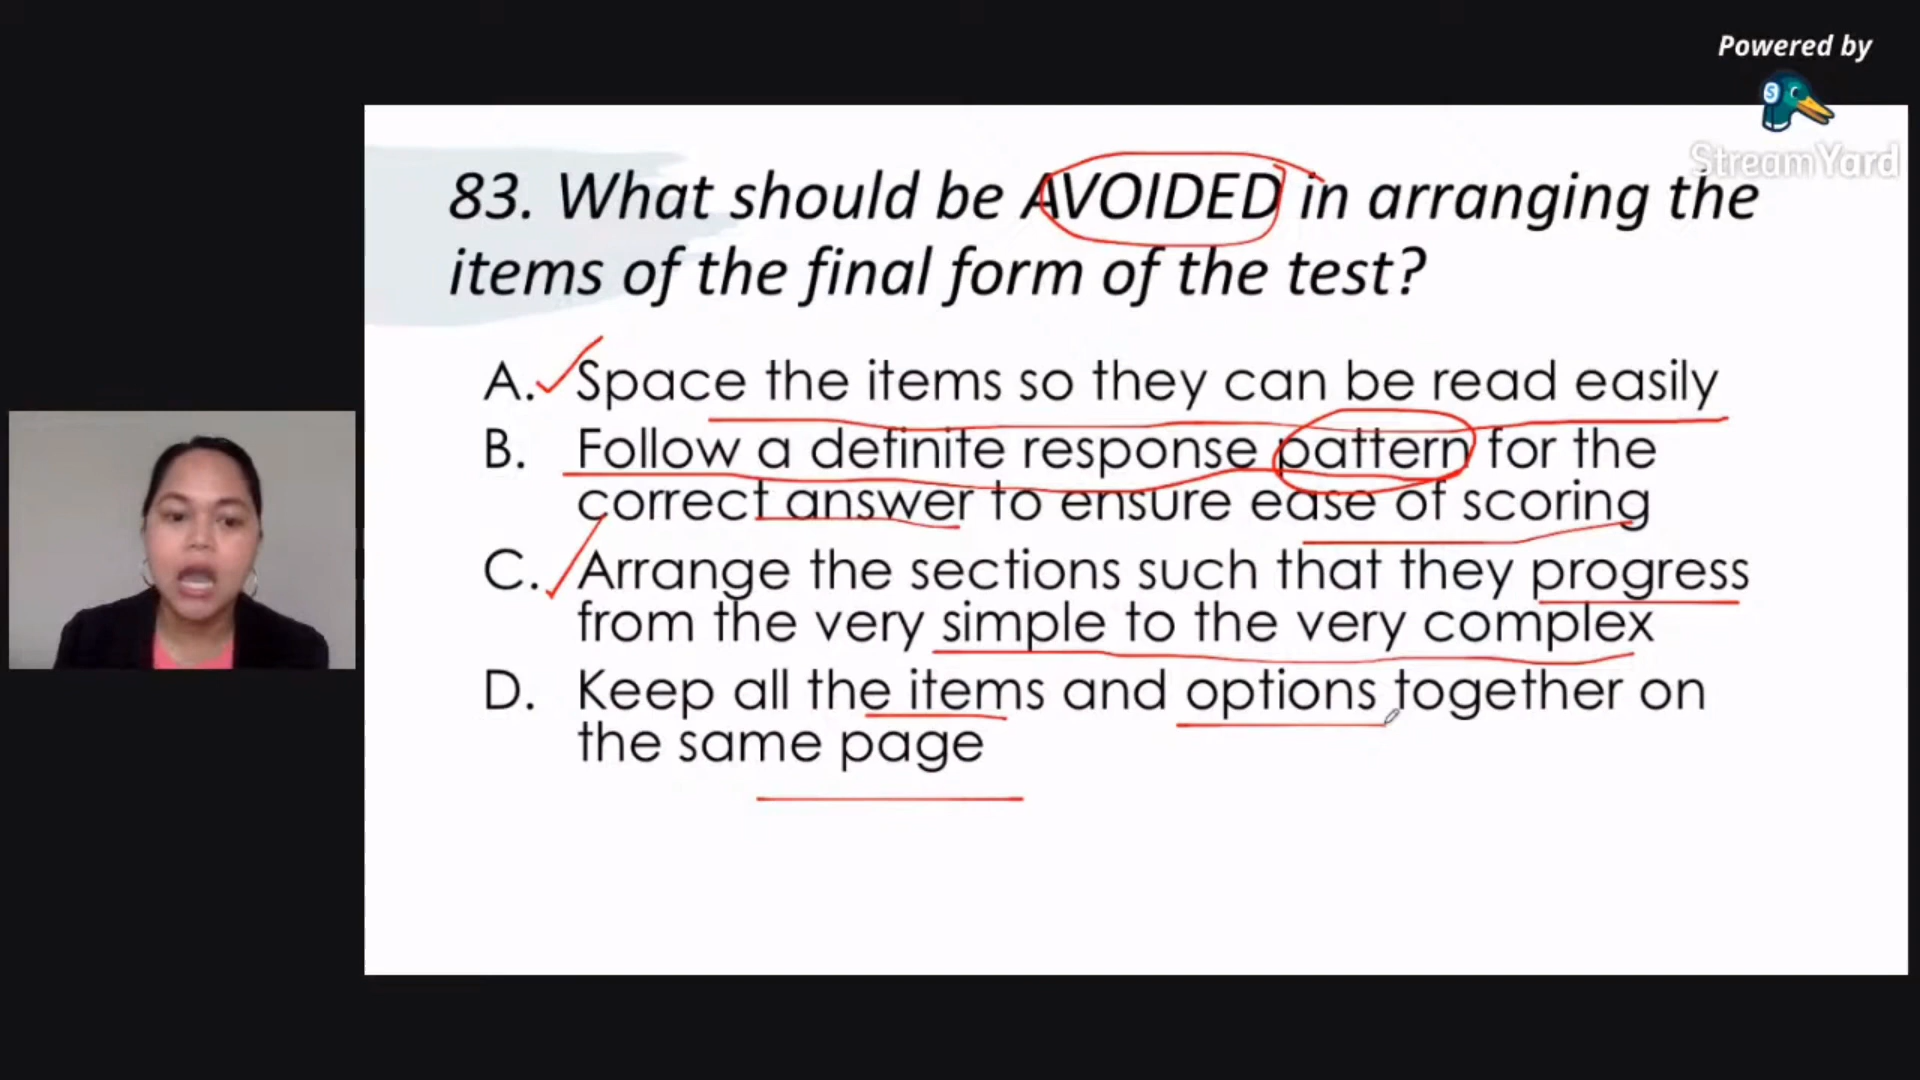 Powered by
StreamYard
83. What should be AVOIDED in arranging the
items of the final form of the test?
A. Space the items so they can be read easily
B. Follow a definite response pattern for the
correct answer to ensure ease of scoring
C. Arrange the sections such that they progress
from the very simple to the very complex
D. Keep all the items and options together on
the same page